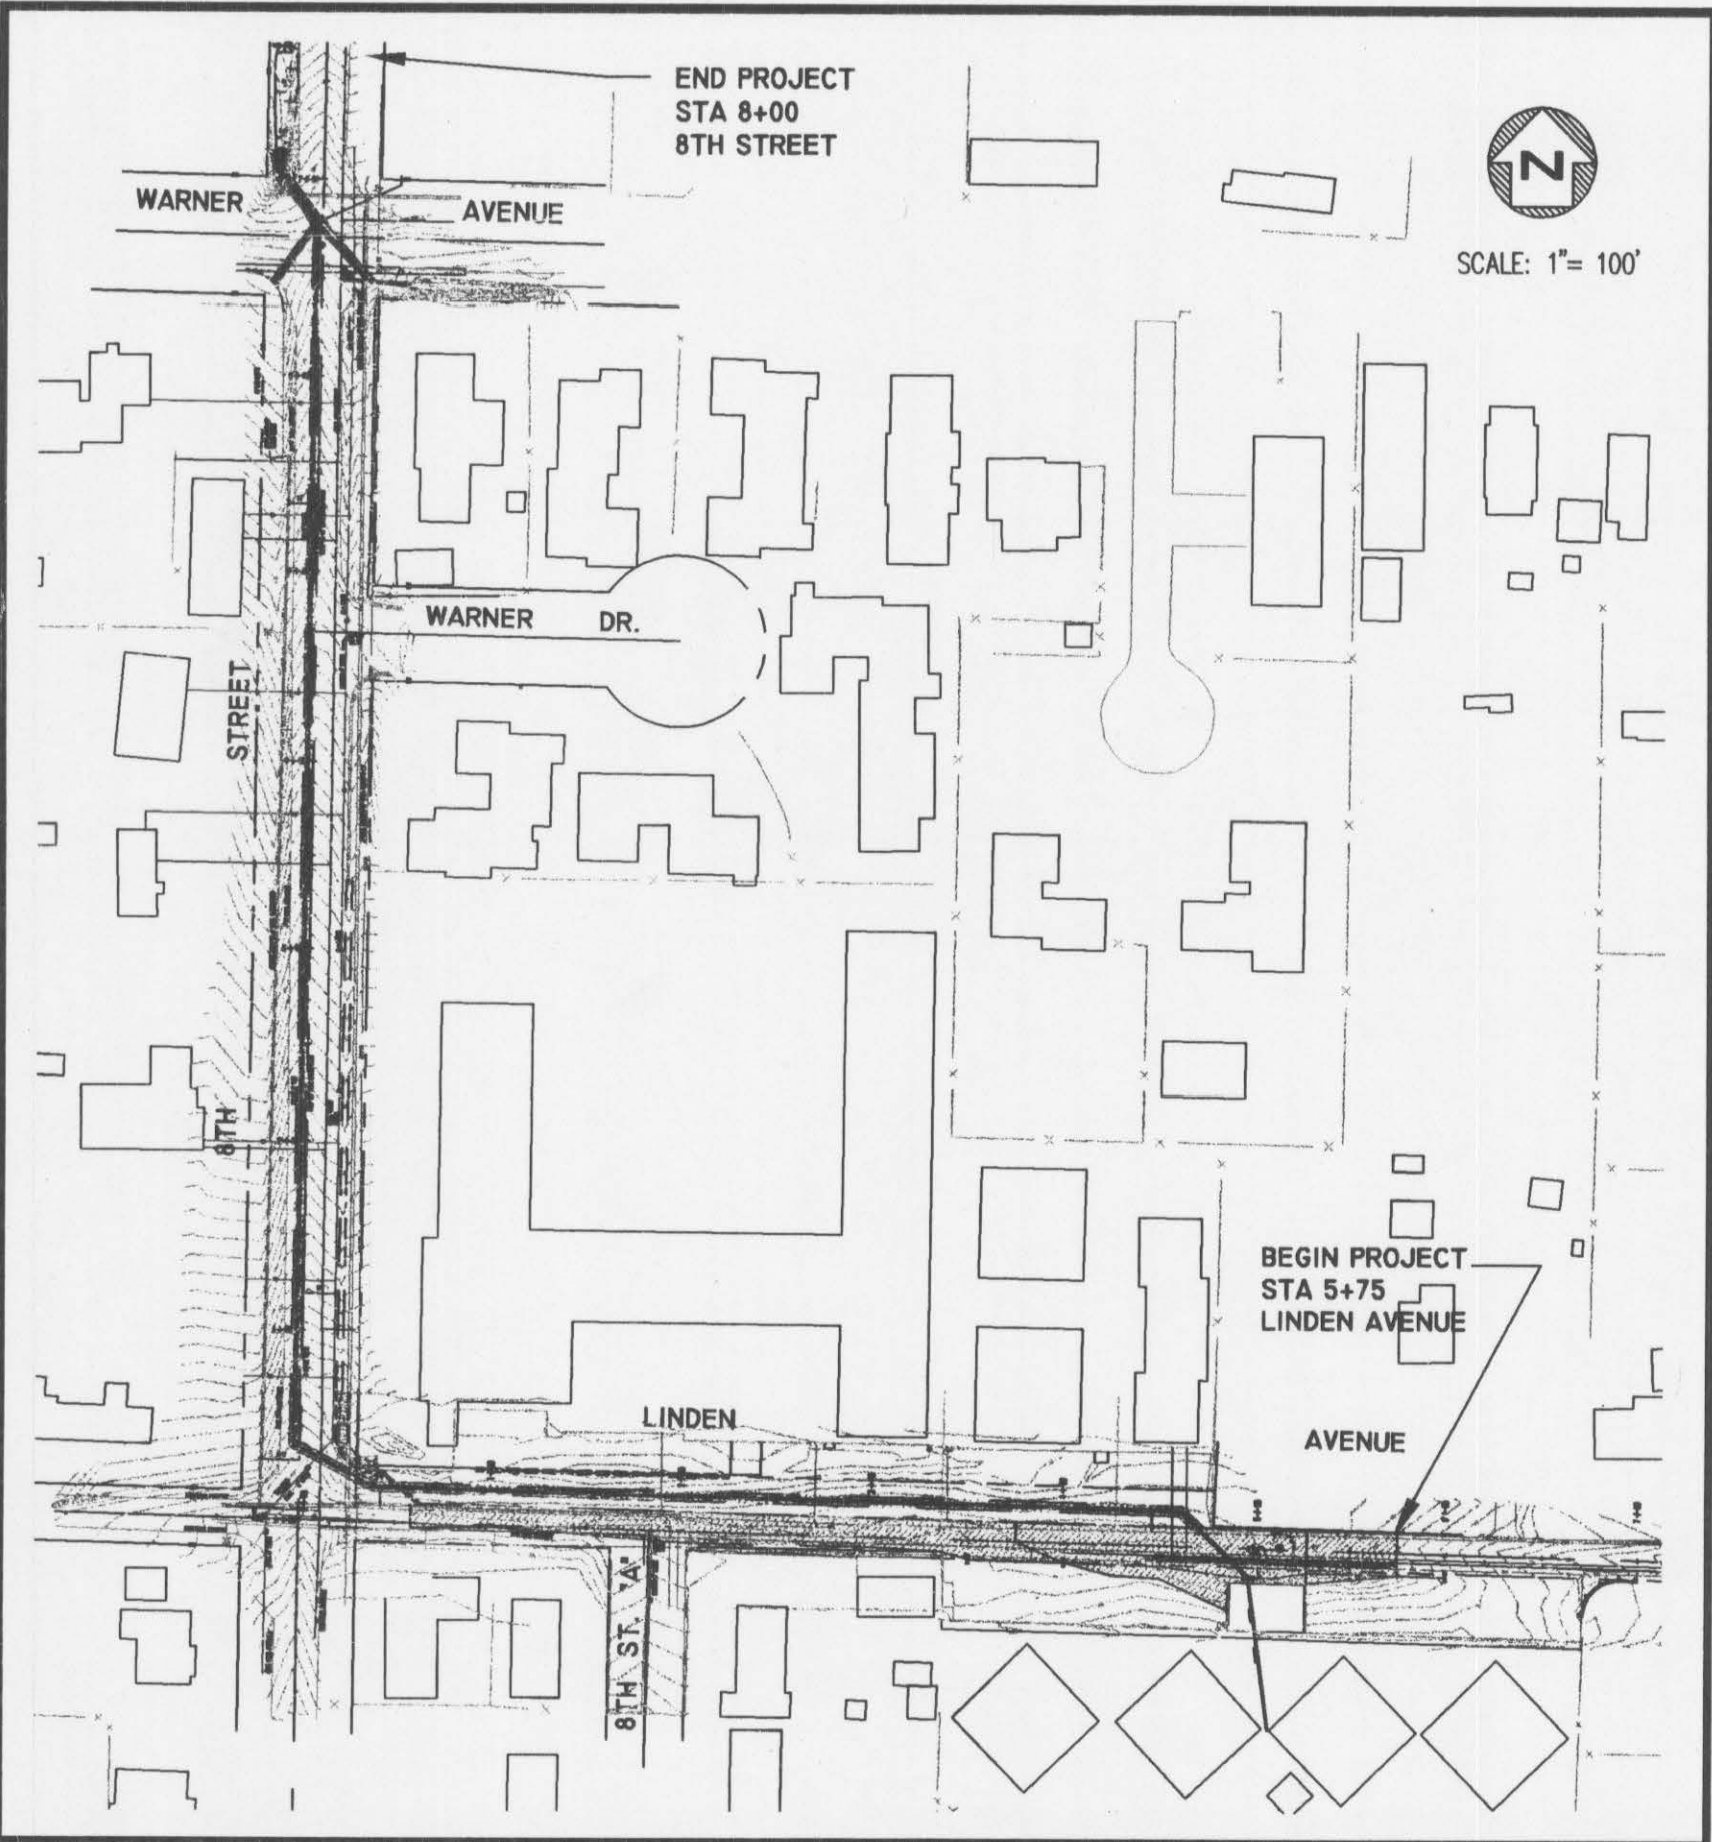 END PROJECT
STA 8+00
8TH STREET
N
SCALE: 1"= 100'
WARNER AVENUE
WARNER DR.
STREET
8TH
BEGIN PROJECT
STA 5+75
LINDEN AVENUE
LINDEN
AVENUE
8TH ST. "A"